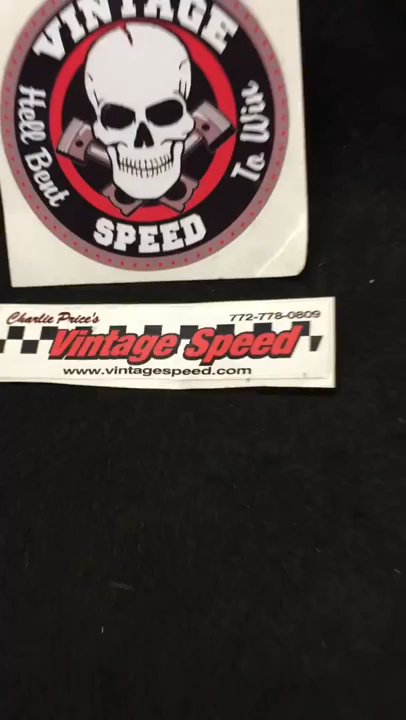 VINTAGE
Hell Bent
To Win
SPEED
Charlie Price's
772-778-0809
Vintage Speed
www.vintagespeed.com